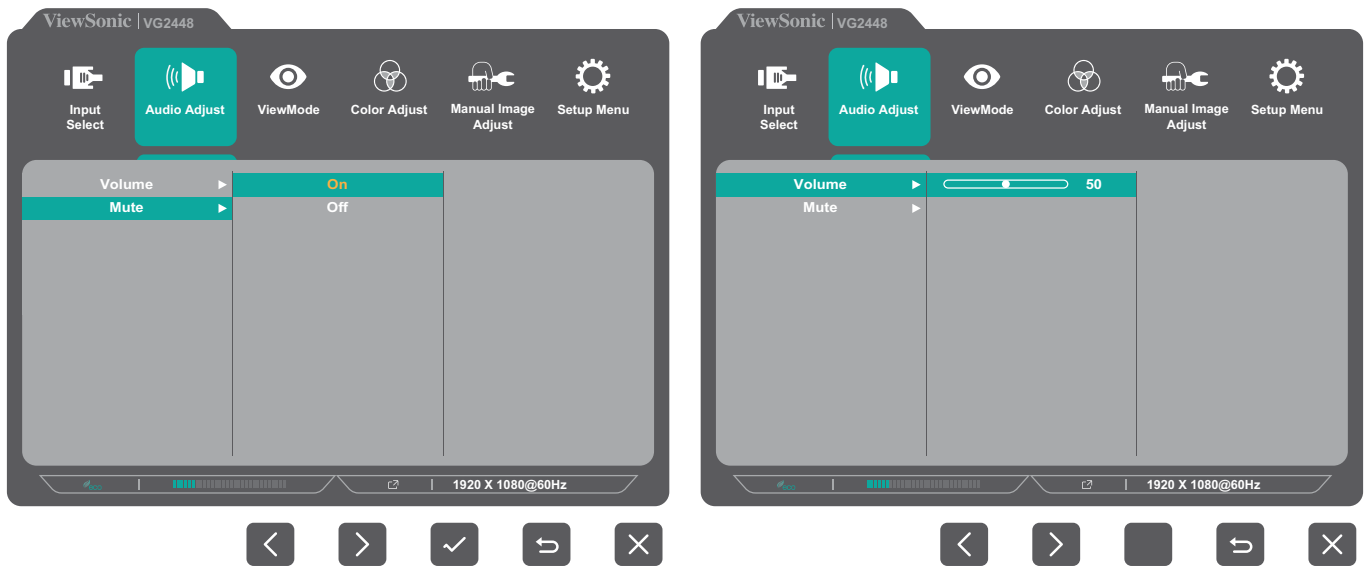 ViewSonic | VG2448
Input
Select
Audio Adjust
ViewMode
Color Adjust
Manual Image
Adjust
Setup Menu
Volume
On
Mute
Off
eco
1920 X 1080@60Hz
ViewSonic | VG2448
Input
Select
Audio Adjust
ViewMode
Color Adjust
Manual Image
Adjust
Setup Menu
Volume
50
Mute
eco
1920 X 1080@60Hz